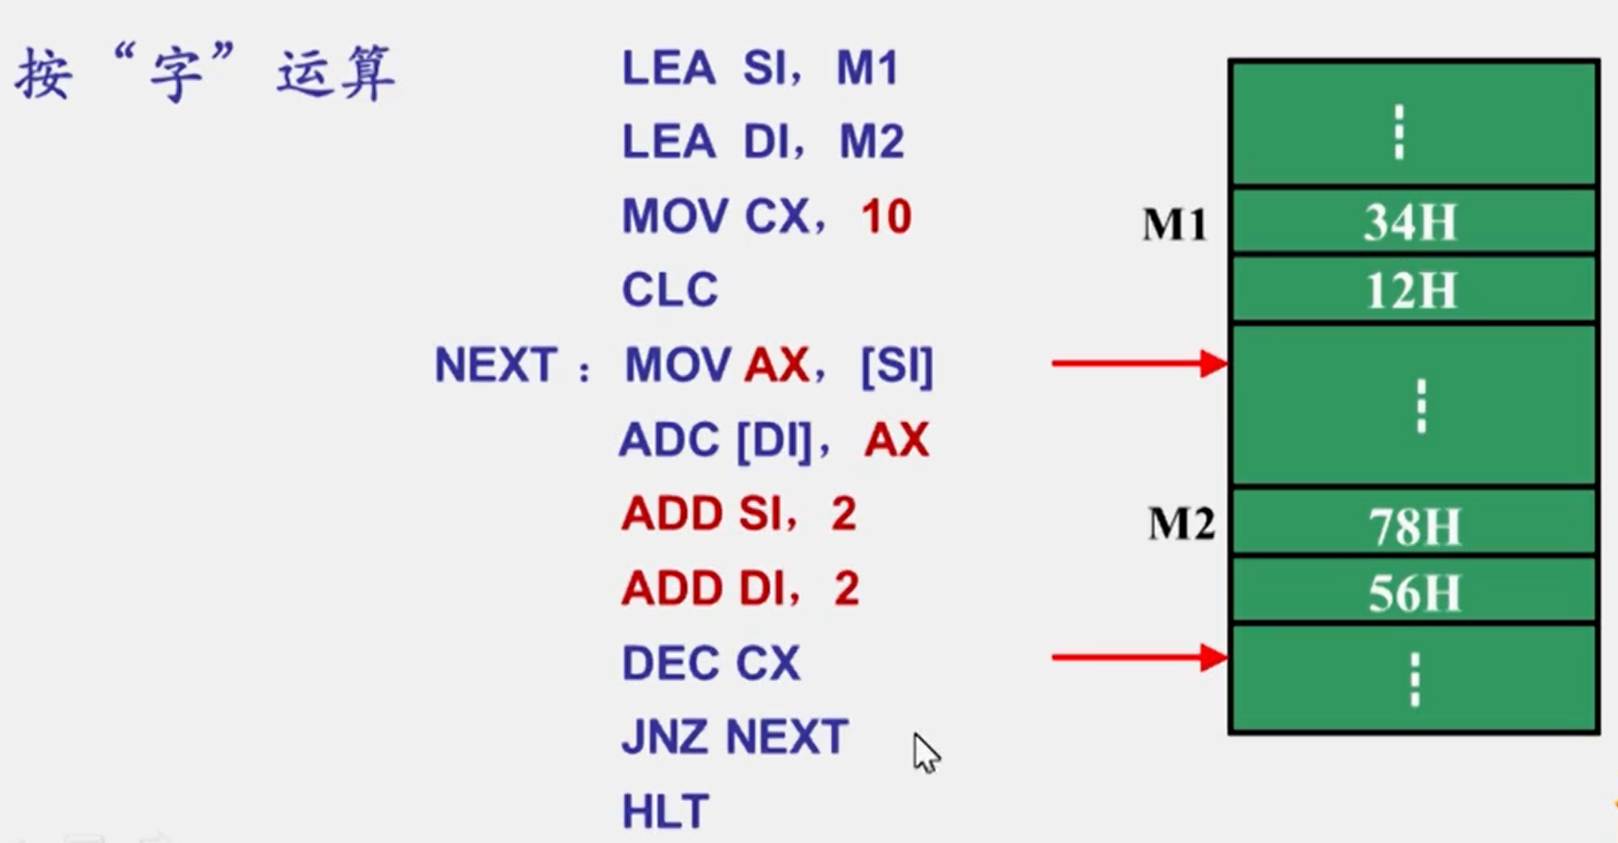 按“字”运算
LEA SI，M1
LEA DI，M2
MOV CX，10
CLC
NEXT：MOV AX，[SI]
ADC [DI]，AX
ADD SI，2
ADD DI，2
DEC CX
JNZ NEXT
HLT
M1 34H
12H
M2 78H
56H